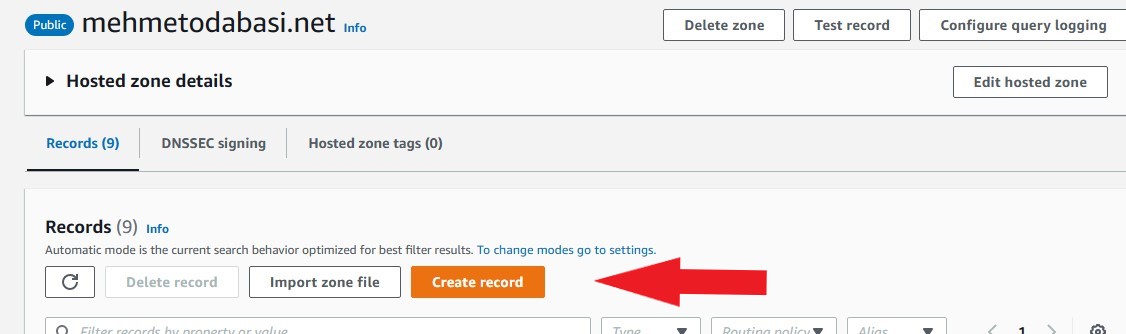 Public mehmetodabasi.net Info Delete zone Test record Configure query logging
Hosted zone details Edit hosted zone
Records (9) DNSSEC signing Hosted zone tags (0)
Records (9) Info
Automatic mode is the current search behavior optimized for best filter results. To change modes go to settings.
Delete record Import zone file Create record
Filter records by property or value Type Routing policy Alias 1